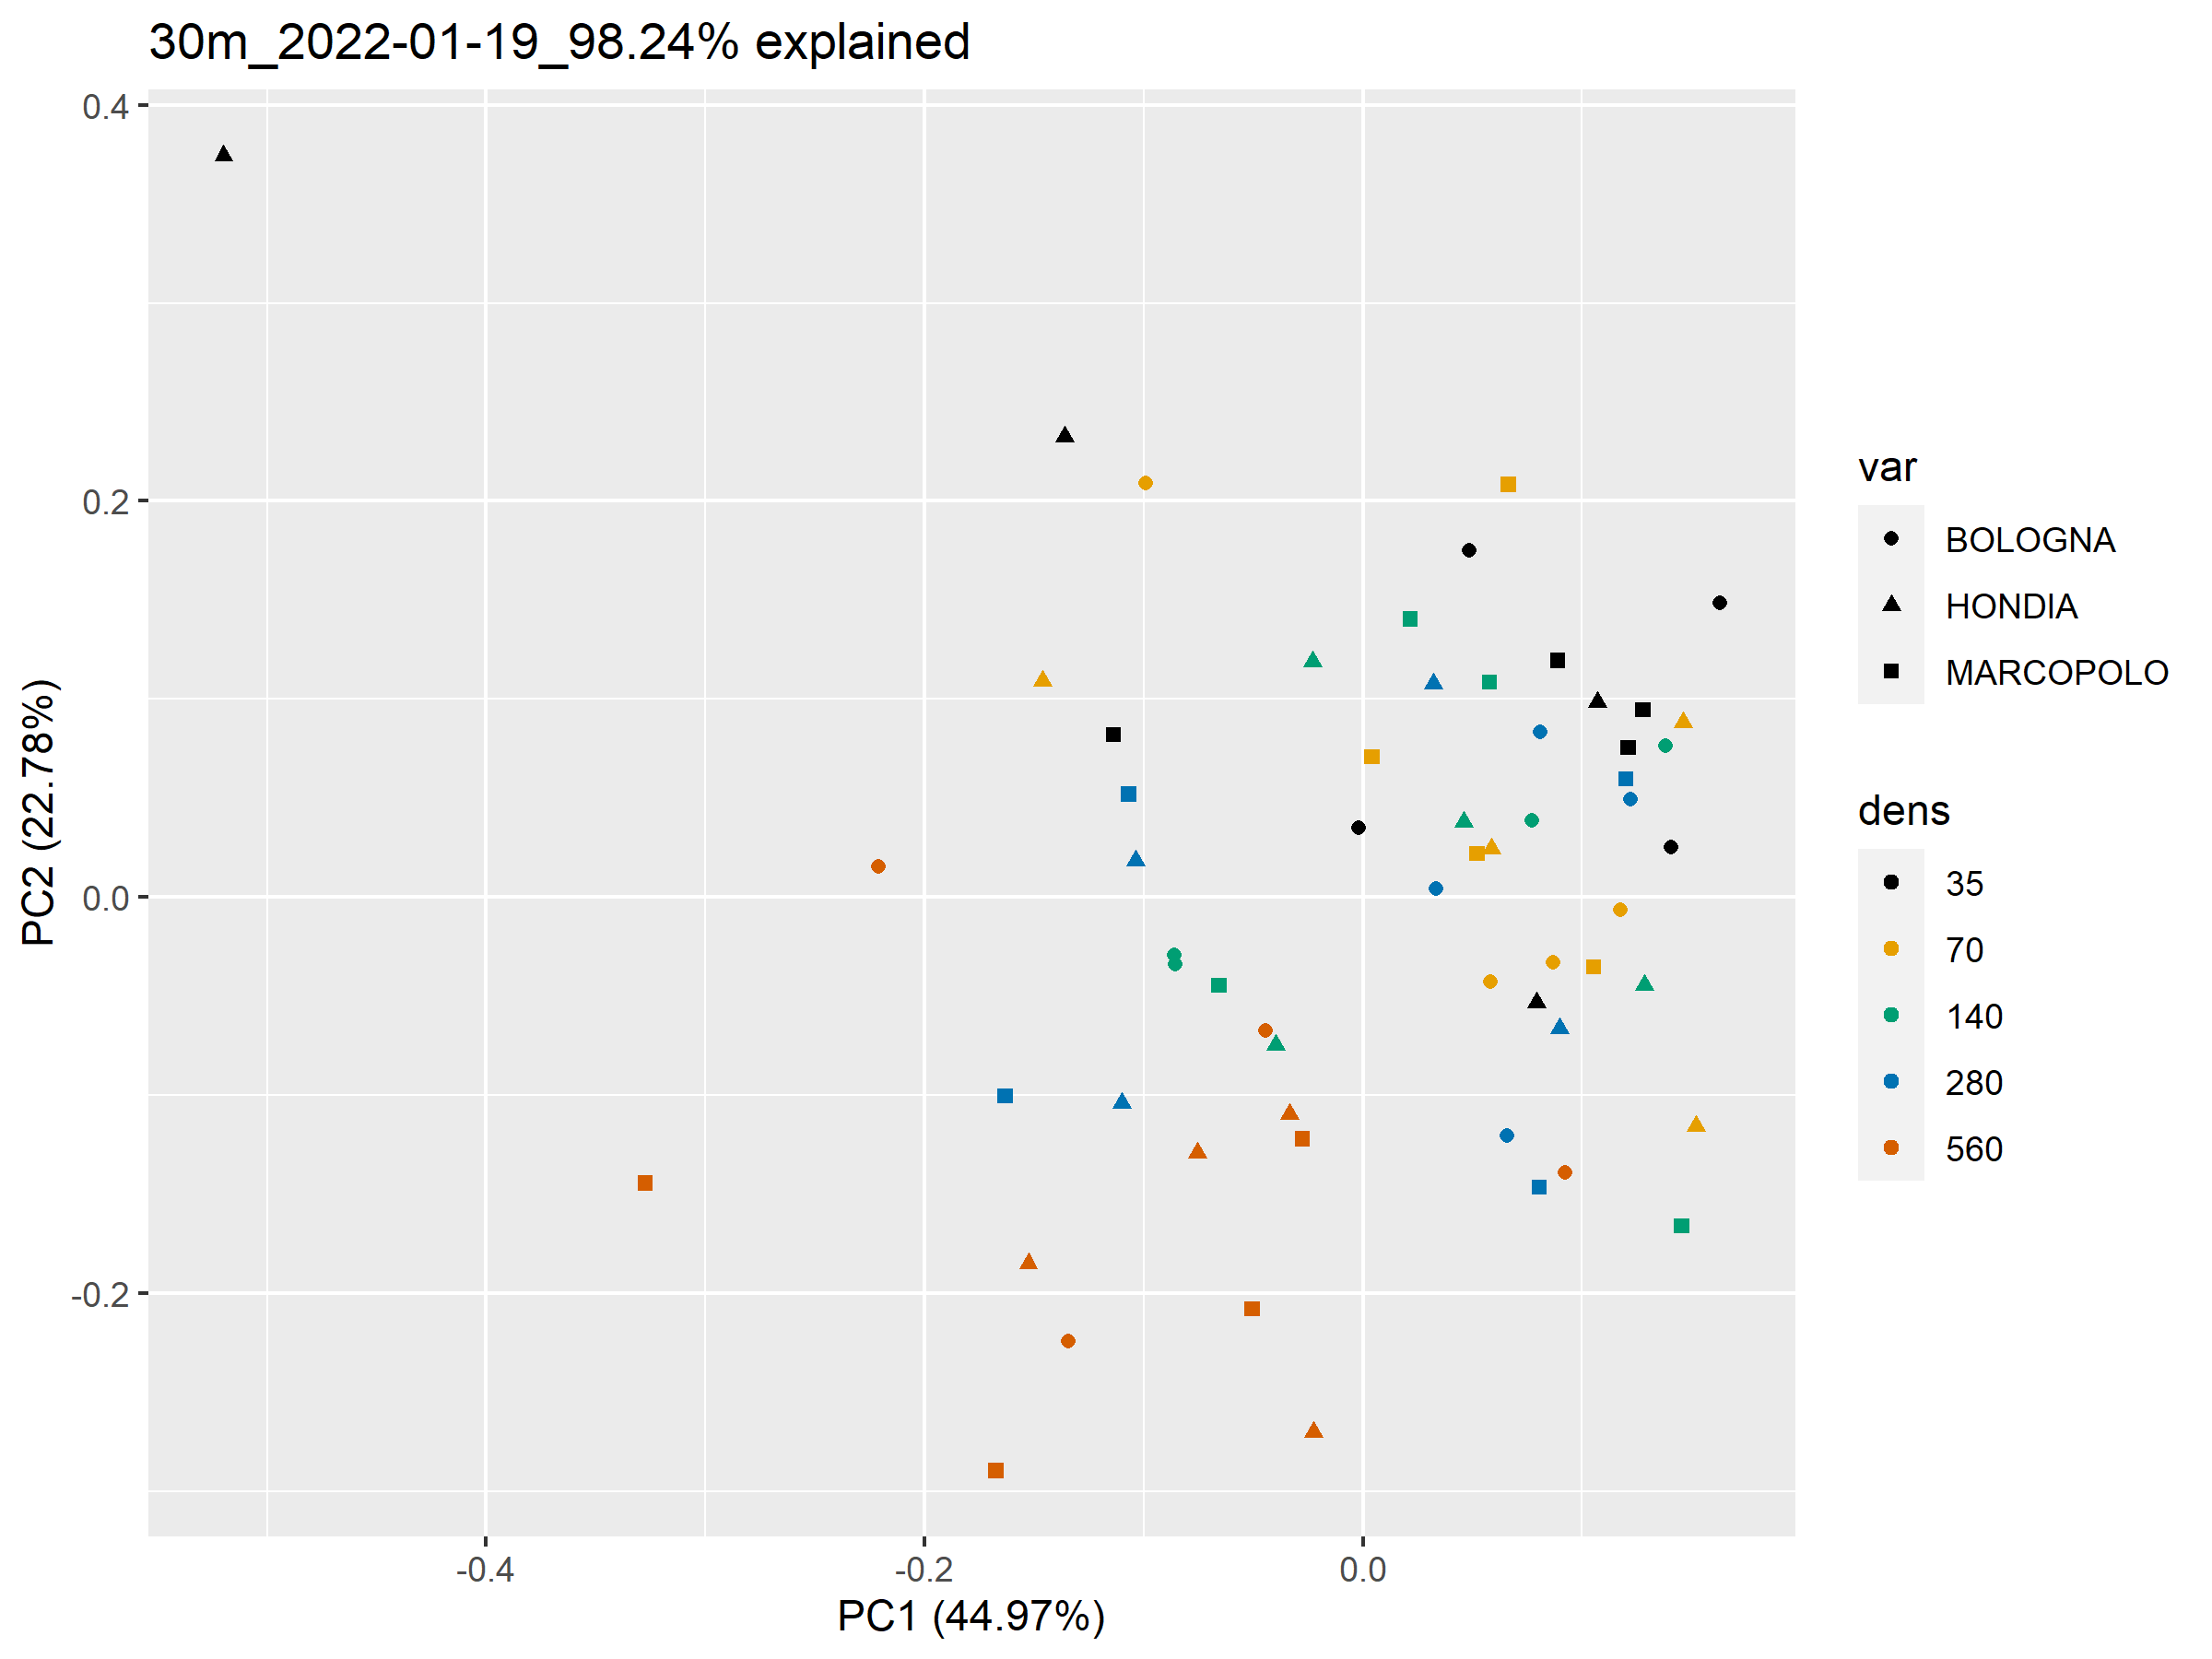 30m_2022-01-19_98.24% explained
0.4
0.2
0.0
-0.2
PC2 (22.78%)
-0.4
-0.2
0.0
PC1 (44.97%)
var
BOLOGNA
HONDIA
MARCOPOLO
dens
35
70
140
280
560